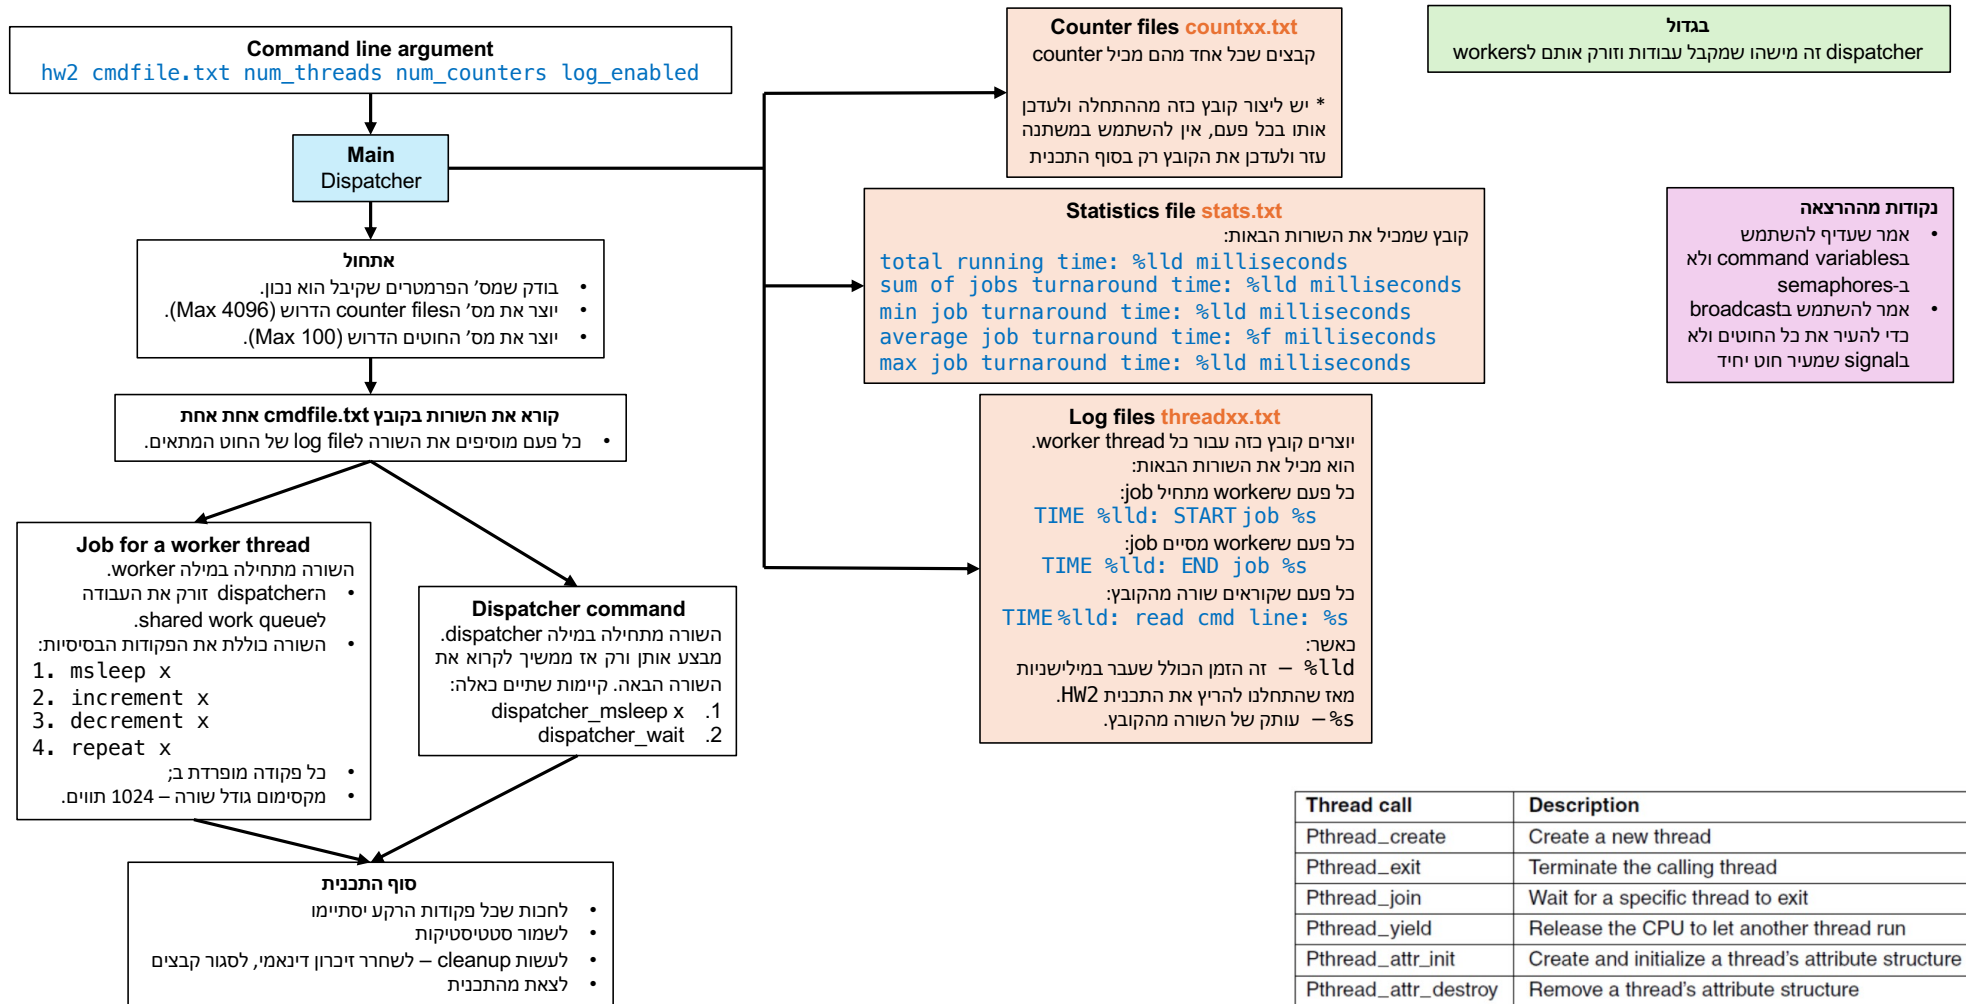 Command line argument
hw2 cmdfile.txt num_threads num_counters log_enabled
Main
Dispatcher
אתחול
• בודק שמס' הפרמטרים שקיבל הוא נכון.
• יוצר את מס' הcounter files הדרוש (Max 4096).
• יוצר את מס' החוטים הדרוש (Max 100).
קורא את השורות בקובץ cmdfile.txt אחת אחת
• כל פעם מוסיפים את השורה לlog file של החוט המתאים.
Job for a worker thread
השורה מתחילה במילה worker.
• הdispatcher זורק את העבודה
לshared work queue.
• השורה כוללת את הפקודות הבסיסיות:
1. msleep x
2. increment x
3. decrement x
4. repeat x
• כל פקודה מופרדת ב;
• מקסימום גודל שורה – 1024 תווים.
Dispatcher command
השורה מתחילה במילה dispatcher.
מבצע אותן ורק אז ממשיך לקרוא את
השורה הבאה. קיימות שתיים כאלה:
1. dispatcher_msleep x
2. dispatcher_wait
סוף התכנית
• לחכות שכל פקודות הרקע יסתיימו
• לשמור סטטיסטיקות
• לעשות cleanup – לשחרר זיכרון דינאמי, לסגור קבצים
• לצאת מהתכנית
Counter files countxx.txt
קבצים שכל אחד מהם מכיל counter
* יש ליצור קובץ כזה מההתחלה ולעדכן
אותו בכל פעם, אין להשתמש במשתנה
עזר ולעדכן את הקובץ רק בסוף התכנית
Statistics file stats.txt
קובץ שמכיל את השורות הבאות:
total running time: %lld milliseconds
sum of jobs turnaround time: %lld milliseconds
min job turnaround time: %lld milliseconds
average job turnaround time: %f milliseconds
max job turnaround time: %lld milliseconds
Log files threadxx.txt
יוצרים קובץ כזה עבור כל worker thread.
הוא מכיל את השורות הבאות:
כל פעם שworker מתחיל job:
TIME %lld: START job %s
כל פעם שworker מסיים job:
TIME %lld: END job %s
כל פעם שקוראים שורה מהקובץ:
TIME %lld: read cmd line: %s
כאשר:
%lld – זה הזמן הכולל שעבר במילישניות
מאז שהתחלנו להריץ את התכנית HW2.
%s – עותק של השורה מהקובץ.
בגדול
dispatcher זה מישהו שמקבל עבודות וזורק אותם לworkers
נקודות מההרצאה
• אמר שעדיף להשתמש
בcommand variables ולא
ב-semaphores
• אמר להשתמש בbroadcast
כדי להעיר את כל החוטים ולא
בsignal שמעיר חוט יחיד
Thread call Description
Pthread_create Create a new thread
Pthread_exit Terminate the calling thread
Pthread_join Wait for a specific thread to exit
Pthread_yield Release the CPU to let another thread run
Pthread_attr_init Create and initialize a thread's attribute structure
Pthread_attr_destroy Remove a thread's attribute structure